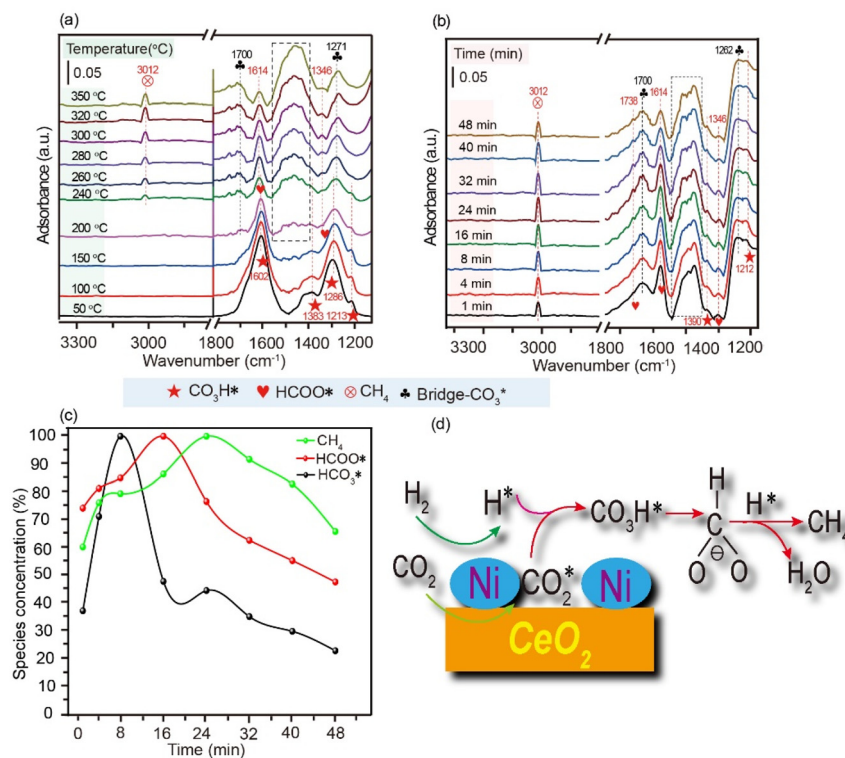 (a)
Temperature(°C)
0.05
3012
1700
1614
1346
1271
350 °C
320 °C
300 °C
280 °C
260 °C
240 °C
200 °C
150 °C
100 °C
50 °C
1602
1286
1383
1213
Adsorbance (a.u.)
3300 3000 1800 1600 1400 1200
Wavenumber (cm⁻¹)
(b)
Time (min)
0.05
3012
1738
1700
1614
1346
1262
48 min
40 min
32 min
24 min
16 min
8 min
4 min
1 min
1390
1212
Adsorbance (a.u.)
3300 3000 1800 1600 1400 1200
Wavenumber (cm⁻¹)
★ CO₃H* ♥ HCOO* ⊗ CH₄ ♣ Bridge-CO₃*
(c)
CH₄
HCOO*
HCO₃*
100
90
80
70
60
50
40
30
20
10
0
Species concentration (%)
0 8 16 24 32 40 48
Time (min)
(d)
H₂
H*
CO₃H*
H
C
⊖
O O
H*
CH₄
H₂O
CO₂
Ni
CO₂*
Ni
CeO₂